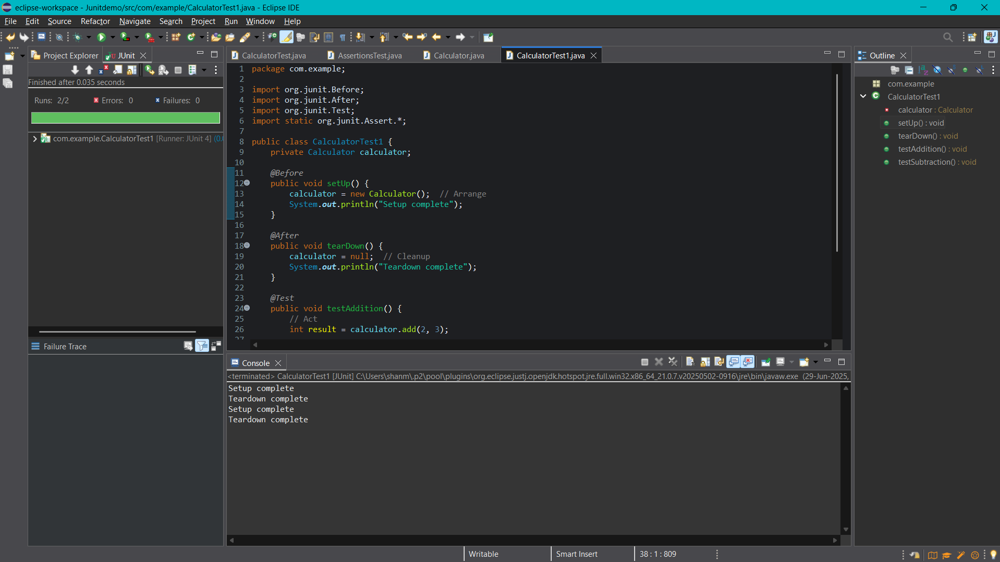 eclipse-workspace - Junitdemo/src/com/example/CalculatorTest1.java - Eclipse IDE
File Edit Source Refactor Navigate Search Project Run Window Help
Project Explorer JUnit
Finished after 0.035 seconds
Runs: 2/2 Errors: 0 Failures: 0
com.example.CalculatorTest1 [Runner: JUnit 4] (0.0
Failure Trace
CalculatorTest.java AssertionsTest.java Calculator.java CalculatorTest1.java
1 package com.example;
2
3 import org.junit.Before;
4 import org.junit.After;
5 import org.junit.Test;
6 import static org.junit.Assert.*;
7
8 public class CalculatorTest1 {
9     private Calculator calculator;
10
11     @Before
12     public void setUp() {
13         calculator = new Calculator();  // Arrange
14         System.out.println("Setup complete");
15     }
16
17     @After
18     public void tearDown() {
19         calculator = null;  // Cleanup
20         System.out.println("Teardown complete");
21     }
22
23     @Test
24     public void testAddition() {
25         // Act
26         int result = calculator.add(2, 3);
27
Console
<terminated> CalculatorTest1 [JUnit] C:\Users\shanm\.p2\pool\plugins\org.eclipse.justj.openjdk.hotspot.jre.full.win32.x86_64_21.0.7.v20250502-0916\jre\bin\javaw.exe (29-Jun-2025,
Setup complete
Teardown complete
Setup complete
Teardown complete
Outline
com.example
CalculatorTest1
calculator : Calculator
setUp() : void
tearDown() : void
testAddition() : void
testSubtraction() : void
Writable Smart Insert 38 : 1 : 809